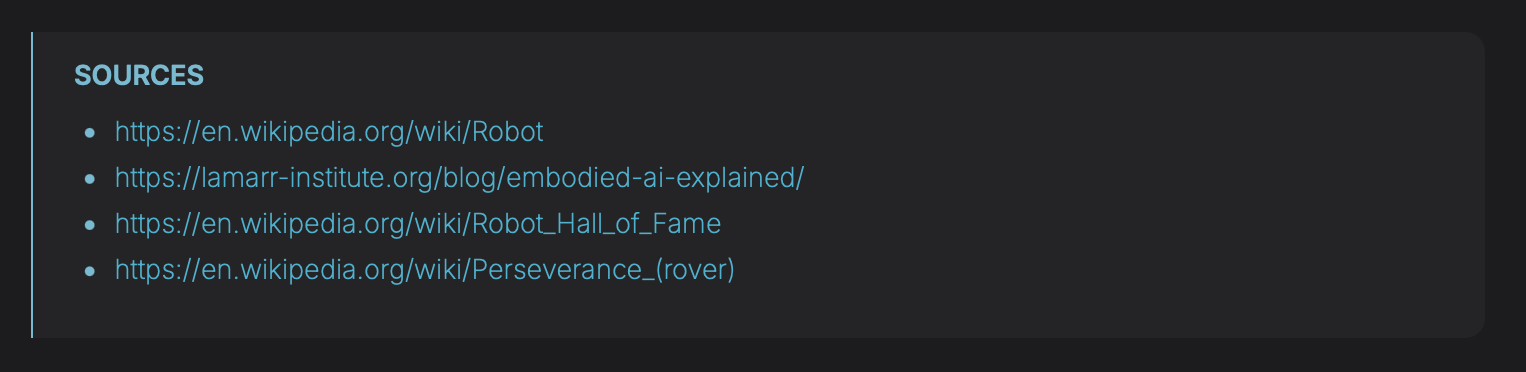 SOURCES
https://en.wikipedia.org/wiki/Robot
https://lamarr-institute.org/blog/embodied-ai-explained/
https://en.wikipedia.org/wiki/Robot_Hall_of_Fame
https://en.wikipedia.org/wiki/Perseverance_(rover)